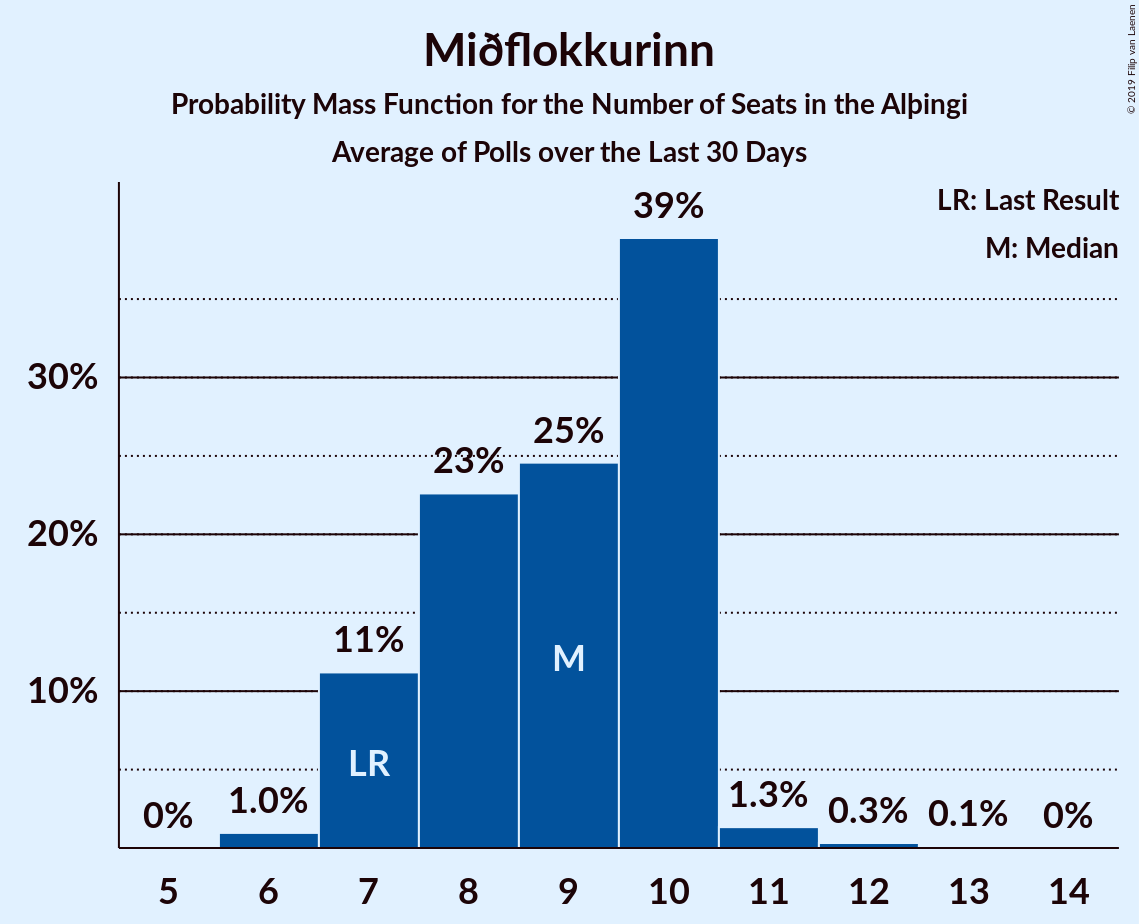 Miðflokkurinn
Probability Mass Function for the Number of Seats in the Alþingi
Average of Polls over the Last 30 Days
© 2019 Filip van Laenen
LR: Last Result
M: Median
39%
30%
25%
23%
20%
11%
M
10%
LR
0%
1.0%
1.3%
0.3%
0.1%
0%
5 6 7 8 9 10 11 12 13 14